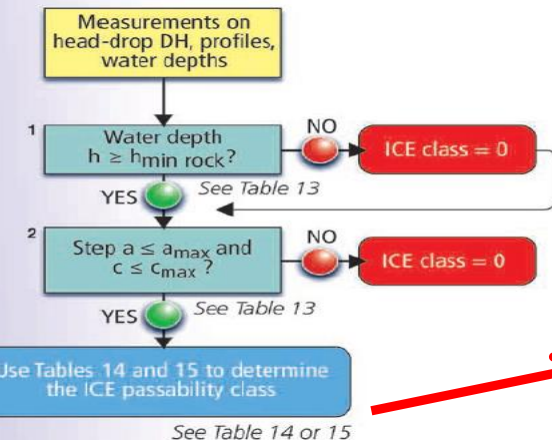 Measurements on
head-drop DH, profiles,
water depths
1
Water depth
h ≥ hmin rock?
NO
ICE class = 0
YES
See Table 13
2
Step a ≤ amax and
c ≤ cmax ?
NO
ICE class = 0
YES
See Table 13
Use Tables 14 and 15 to determine
the ICE passability class
See Table 14 or 15